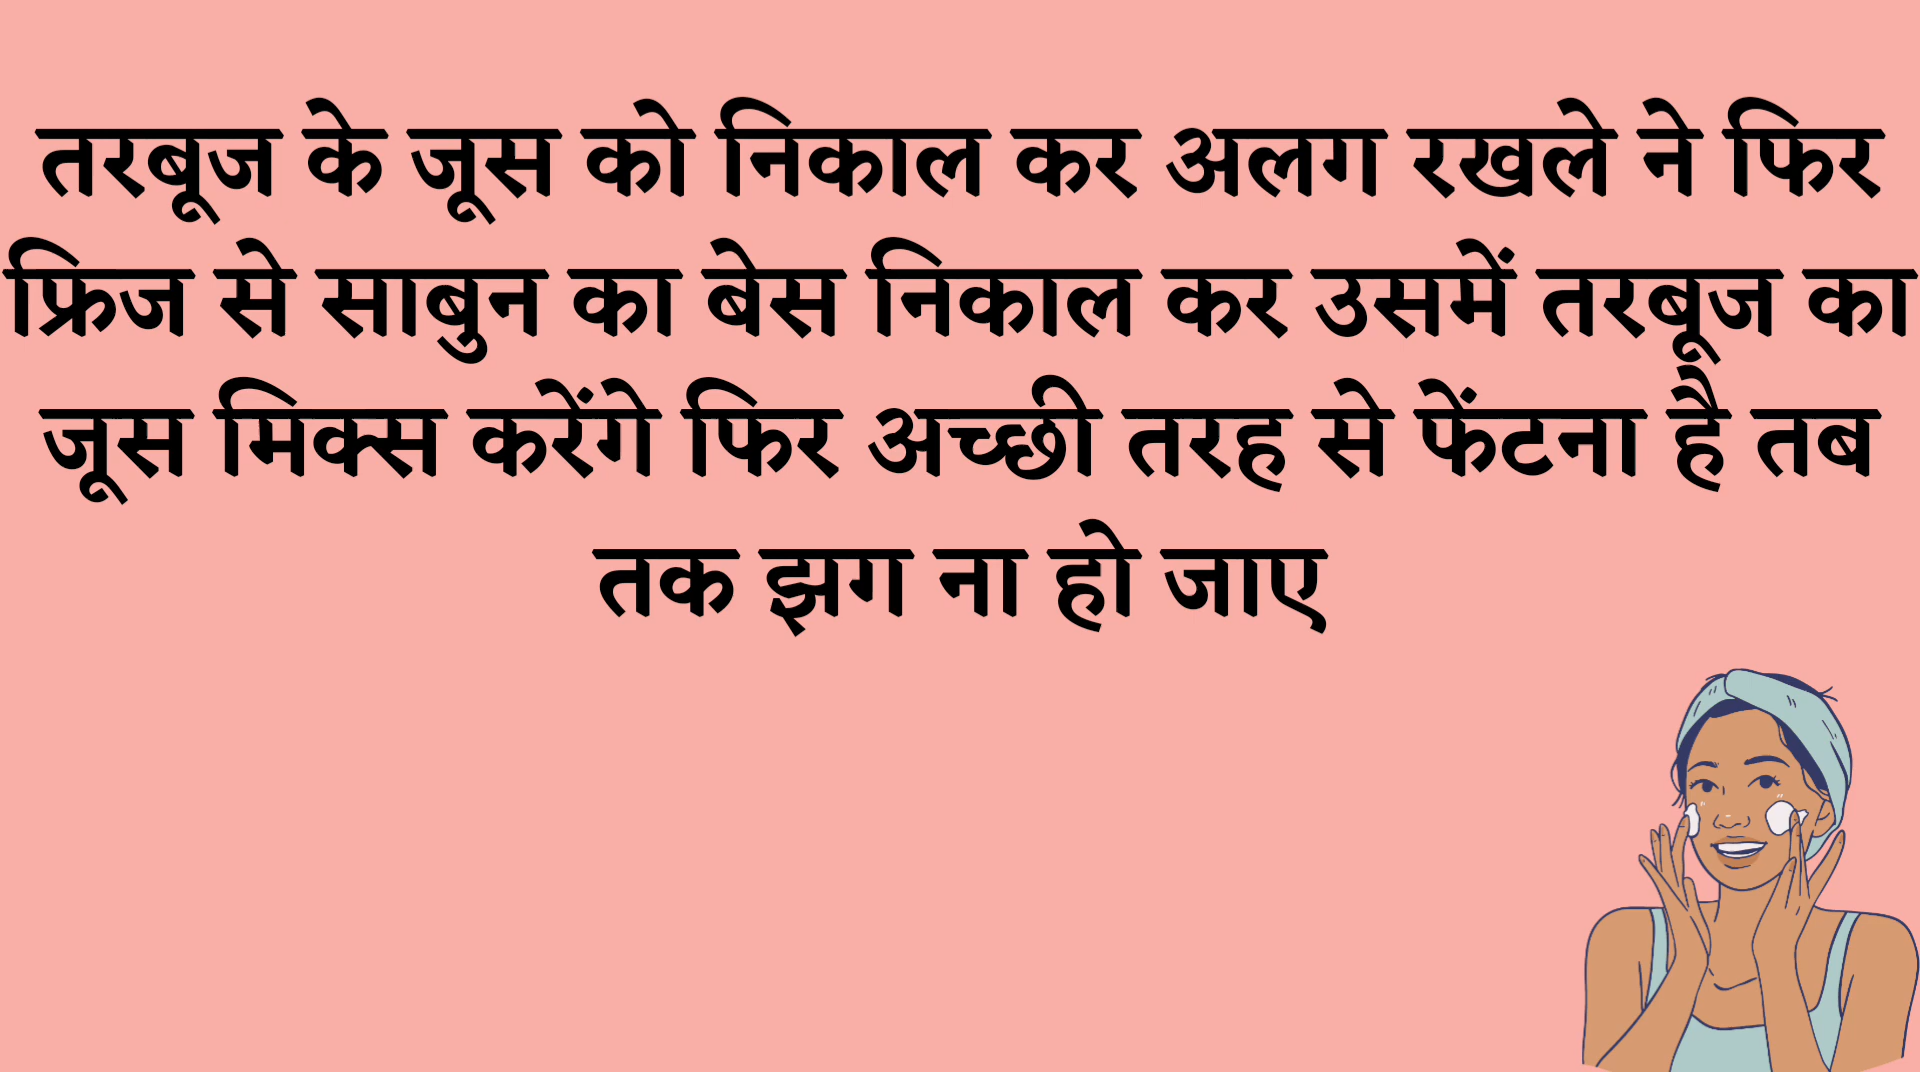 तरबूज के जूस को निकाल कर अलग रखले ने फिर
फ्रिज से साबुन का बेस निकाल कर उसमें तरबूज का
जूस मिक्स करेंगे फिर अच्छी तरह से फेंटना है तब
तक झग ना हो जाए